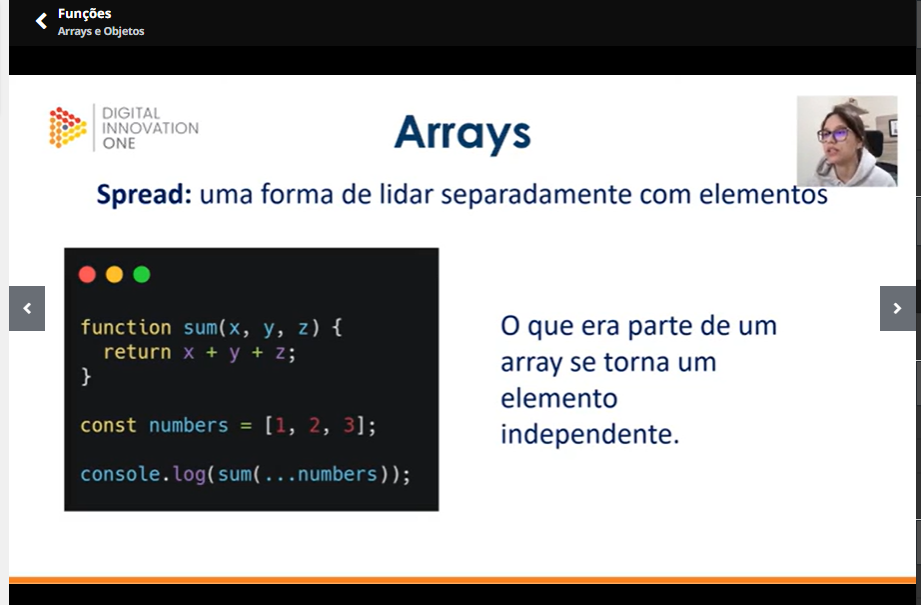 Funções
Arrays e Objetos
DIGITAL
INNOVATION
ONE
Arrays
Spread: uma forma de lidar separadamente com elementos
function sum(x, y, z) {
  return x + y + z;
}
const numbers = [1, 2, 3];
console.log(sum(...numbers));
O que era parte de um
array se torna um
elemento
independente.